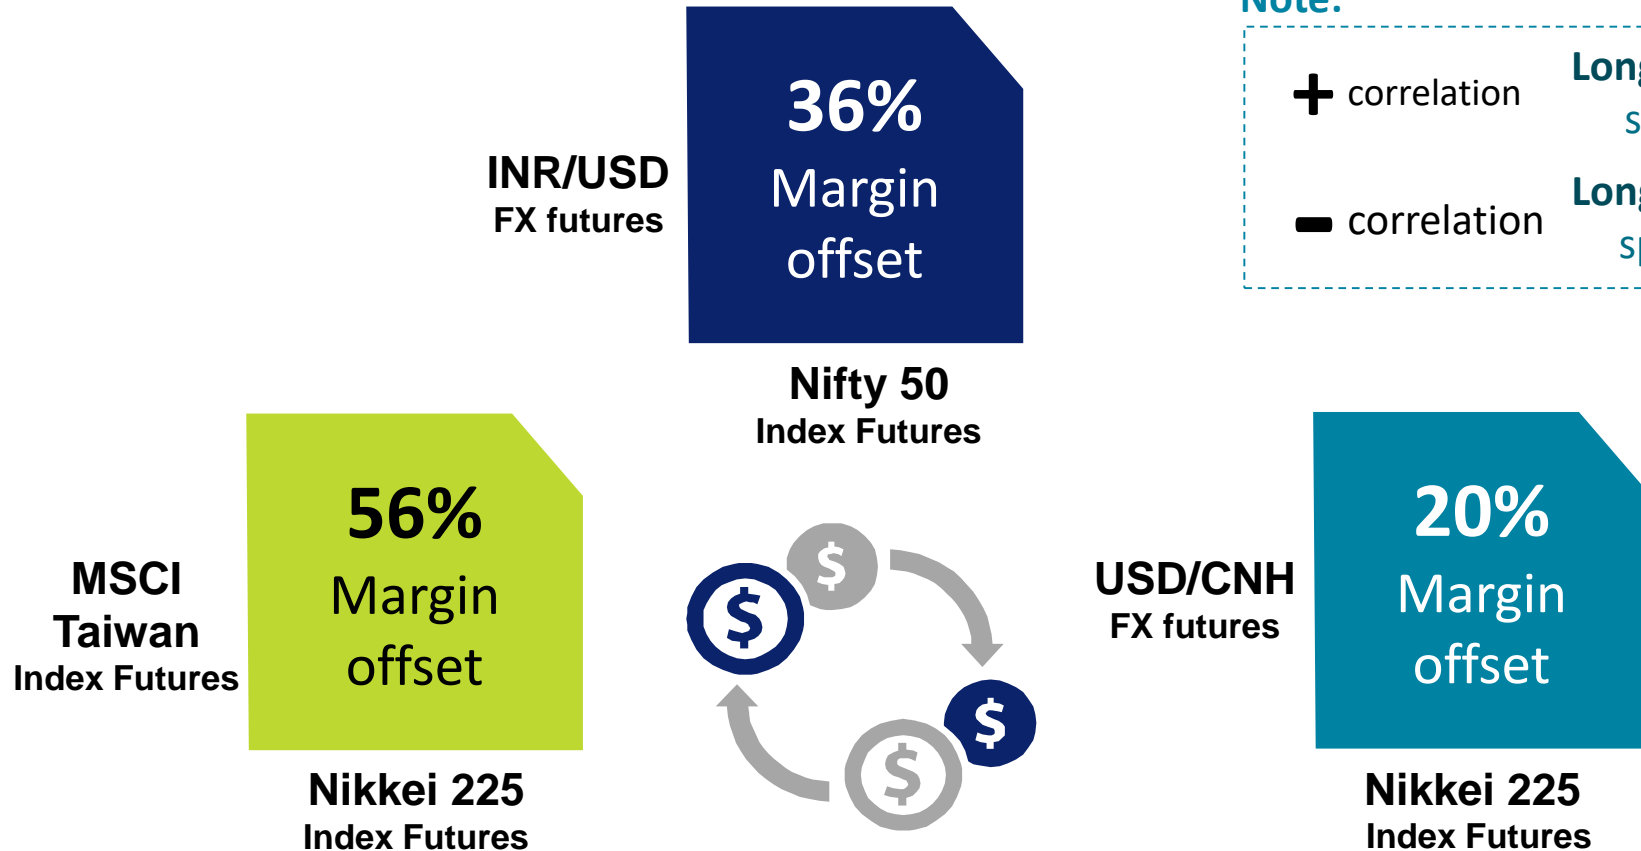 Note:
+ correlation
- correlation
36%
Margin
offset
INR/USD
FX futures
Nifty 50
Index Futures
56%
Margin
offset
MSCI
Taiwan
Index Futures
Nikkei 225
Index Futures
$
$
$
$
20%
Margin
offset
USD/CNH
FX futures
Nikkei 225
Index Futures